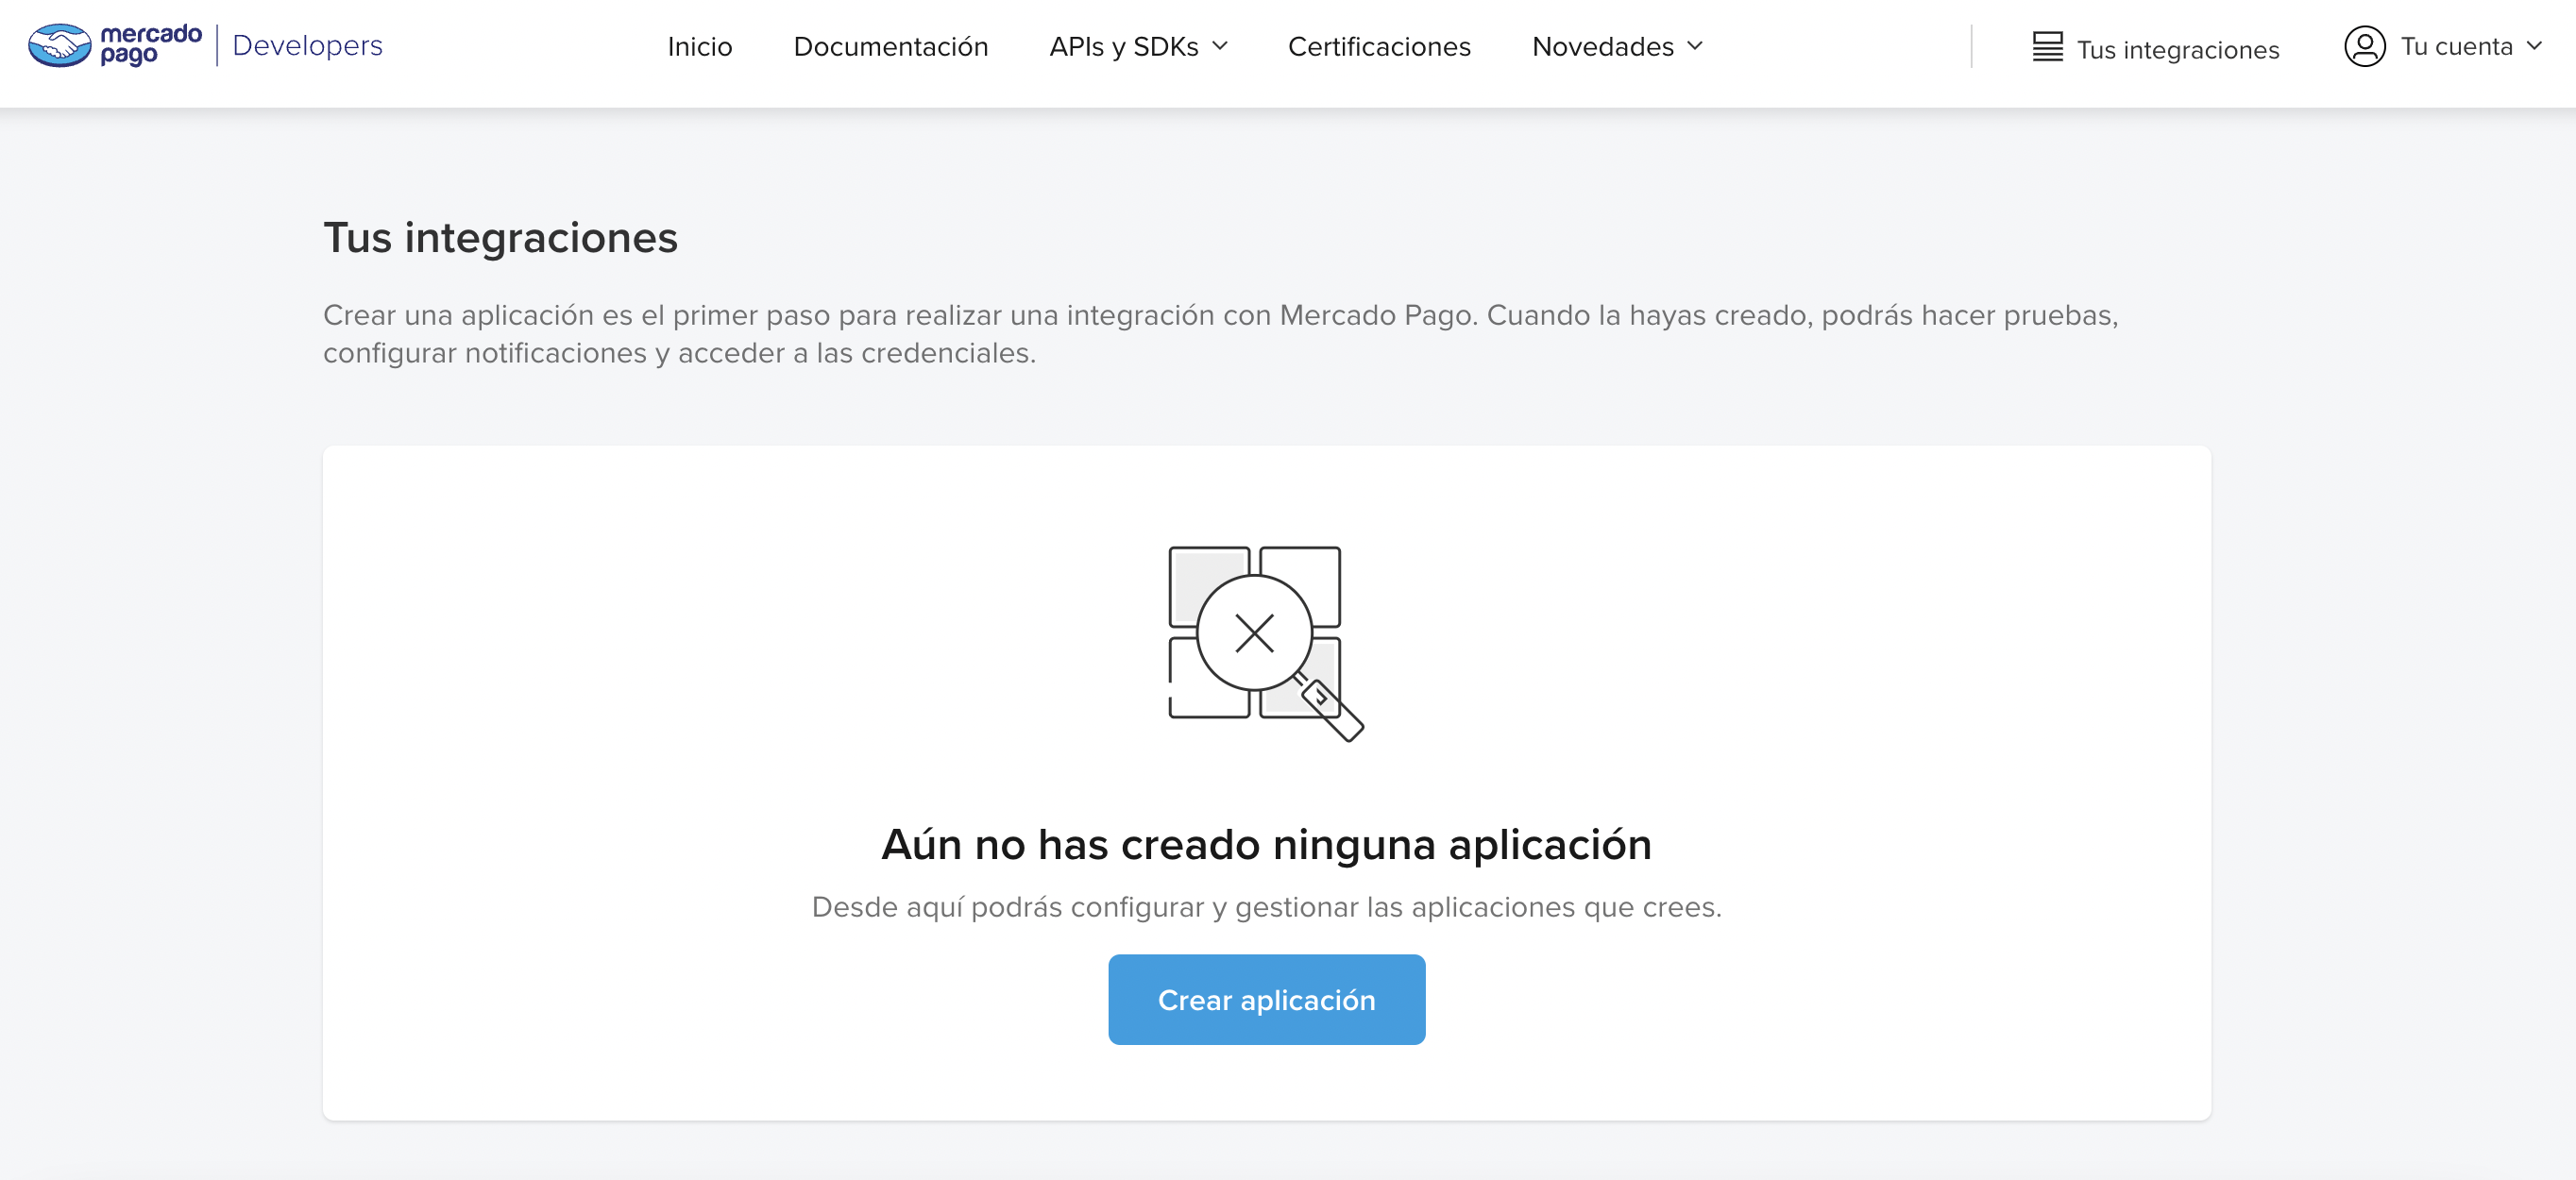 mercado pago Developers
Inicio Documentación APIs y SDKs Certificaciones Novedades Tus integraciones Tu cuenta
Tus integraciones
Crear una aplicación es el primer paso para realizar una integración con Mercado Pago. Cuando la hayas creado, podrás hacer pruebas,
configurar notificaciones y acceder a las credenciales.
Aún no has creado ninguna aplicación
Desde aquí podrás configurar y gestionar las aplicaciones que crees.
Crear aplicación